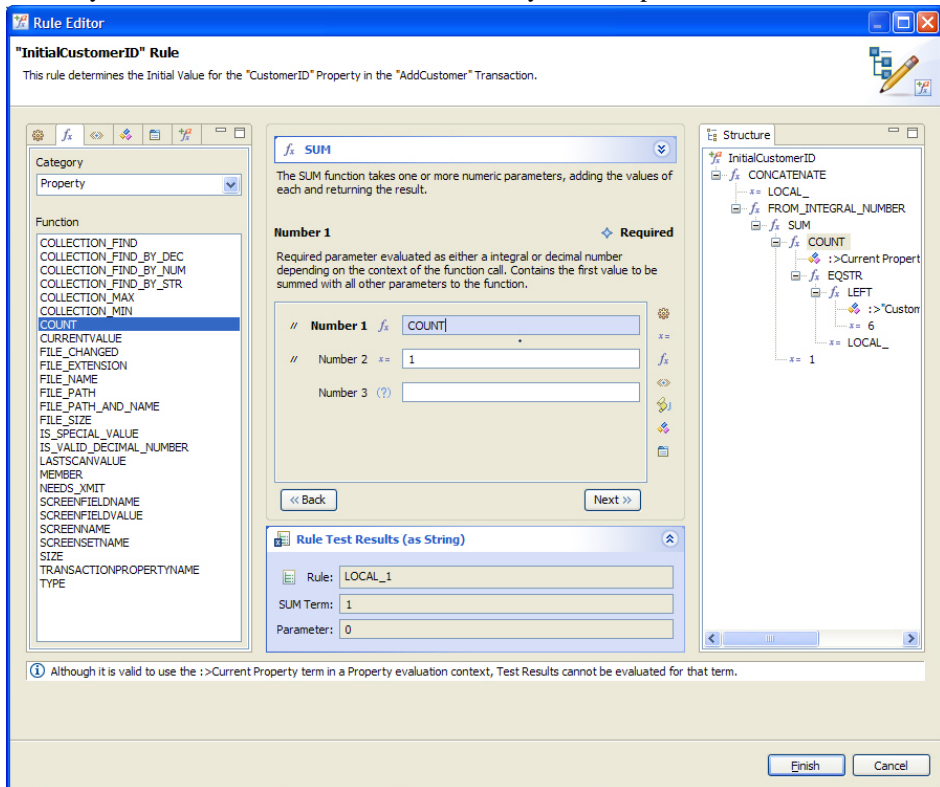 Rule Editor
"InitialCustomerID" Rule
This rule determines the Initial Value for the "CustomerID" Property in the "AddCustomer" Transaction.
Category
Property
Function
COLLECTION_FIND
COLLECTION_FIND_BY_DEC
COLLECTION_FIND_BY_NUM
COLLECTION_FIND_BY_STR
COLLECTION_MAX
COLLECTION_MIN
COUNT
CURRENTVALUE
FILE_CHANGED
FILE_EXTENSION
FILE_NAME
FILE_PATH
FILE_PATH_AND_NAME
FILE_SIZE
IS_SPECIAL_VALUE
IS_VALID_DECIMAL_NUMBER
LASTSCANVALUE
MEMBER
NEEDS_XMIT
SCREENFIELDNAME
SCREENFIELDVALUE
SCREENNAME
SCREENSETNAME
SIZE
TRANSACTIONPROPERTYNAME
TYPE
fx SUM
The SUM function takes one or more numeric parameters, adding the values of
each and returning the result.
Number 1 Required
Required parameter evaluated as either a integral or decimal number
depending on the context of the function call. Contains the first value to be
summed with all other parameters to the function.
// Number 1 fx COUNT
// Number 2 x= 1
Number 3 (?)
<< Back Next >>
Rule Test Results (as String)
Rule: LOCAL_1
SUM Term: 1
Parameter: 0
Structure
InitialCustomerID
fx CONCATENATE
x= LOCAL_
fx FROM_INTEGRAL_NUMBER
fx SUM
fx COUNT
:>Current Propert
fx EQSTR
fx LEFT
:>"Custom
x= 6
x= LOCAL_
x= 1
Although it is valid to use the :>Current Property term in a Property evaluation context, Test Results cannot be evaluated for that term.
Finish Cancel